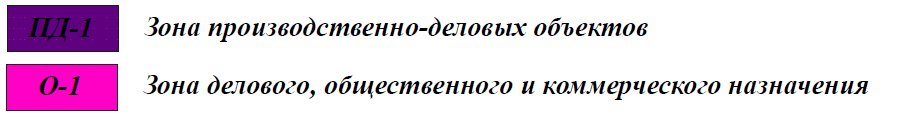 ПД-1 Зона производственно-деловых объектов
О-1 Зона делового, общественного и коммерческого назначения